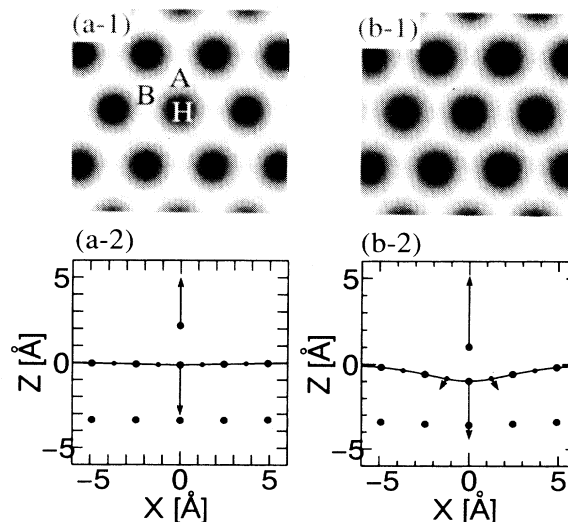 (a-1)
(b-1)
A
B
H
(a-2)
(b-2)
5
0
−5
Z [Å]
5
0
−5
Z [Å]
−5 0 5
X [Å]
−5 0 5
X [Å]